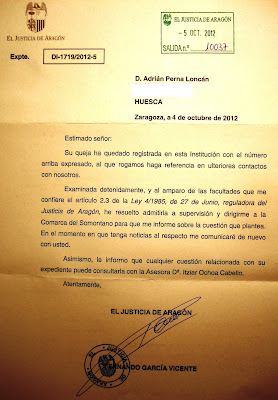 EL JUSTICIA DE ARAGÓN
EL JUSTICIA DE ARAGÓN
- 5 OCT. 2012
SALIDA n.º 10037
Expte. DI-1719/2012-5
D. Adrián Perna Loncán
HUESCA
Zaragoza, a 4 de octubre de 2012
Estimado señor:
Su queja ha quedado registrada en esta Institución con el número
arriba expresado, al que rogamos haga referencia en ulteriores contactos
con nosotros.
Examinada detenidamente, y al amparo de las facultades que me
confiere el artículo 2.3 de la Ley 4/1985, de 27 de Junio, reguladora del
Justicia de Aragón, he resuelto admitirla a supervisión y dirigirme a la
Comarca del Somontano para que me informe sobre la cuestión que plantea.
En el momento en que tenga noticias al respecto me comunicaré de nuevo
con usted.
Asimismo, le informo que cualquier cuestión relacionada con su
expediente puede consultarla con la Asesora Dª. Itziar Ochoa Cabello.
Atentamente,
EL JUSTICIA DE ARAGÓN
NANDO GARCÍA VICENTE